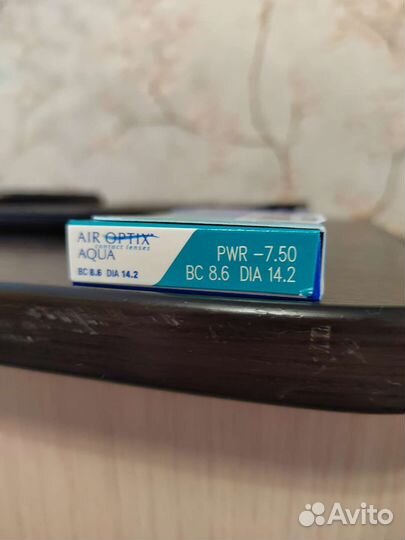 AIR OPTIX
contact lenses
AQUA
BC 8.6 DIA 14.2
PWR -7.50
BC 8.6 DIA 14.2
Avito